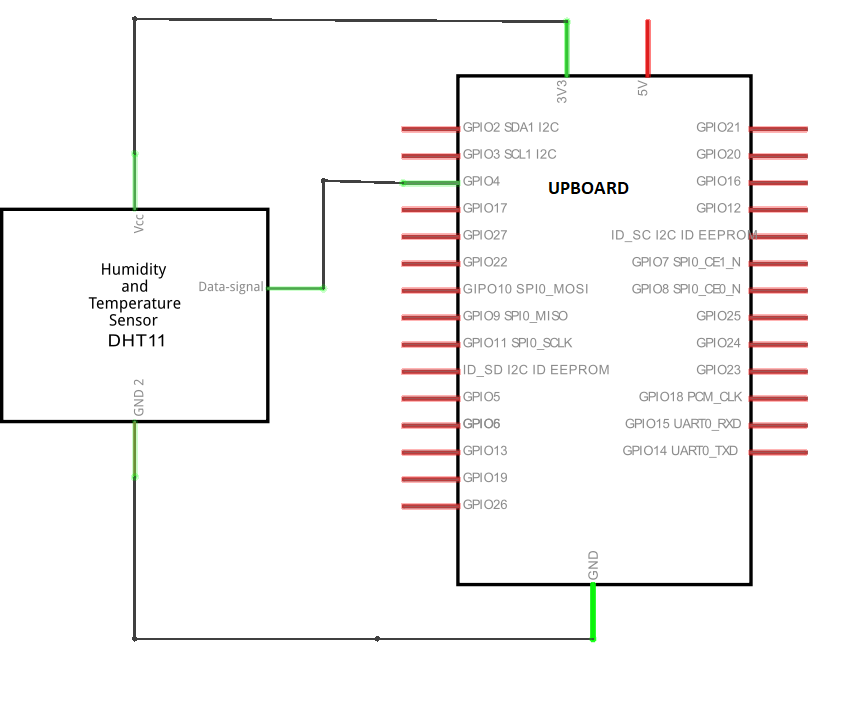 3V3
5V
GPIO2 SDA1 I2C
GPIO3 SCL1 I2C
GPIO4
GPIO17
GPIO27
GPIO22
GIPO10 SPI0_MOSI
GPIO9 SPI0_MISO
GPIO11 SPI0_SCLK
ID_SD I2C ID EEPROM
GPIO5
GPIO6
GPIO13
GPIO19
GPIO26
UPBOARD
GPIO21
GPIO20
GPIO16
GPIO12
ID_SC I2C ID EEPROM
GPIO7 SPI0_CE1_N
GPIO8 SPI0_CE0_N
GPIO25
GPIO24
GPIO23
GPIO18 PCM_CLK
GPIO15 UART0_RXD
GPIO14 UART0_TXD
GND
Vcc
Humidity
and
Temperature
Sensor
DHT11
Data-signal
GND 2